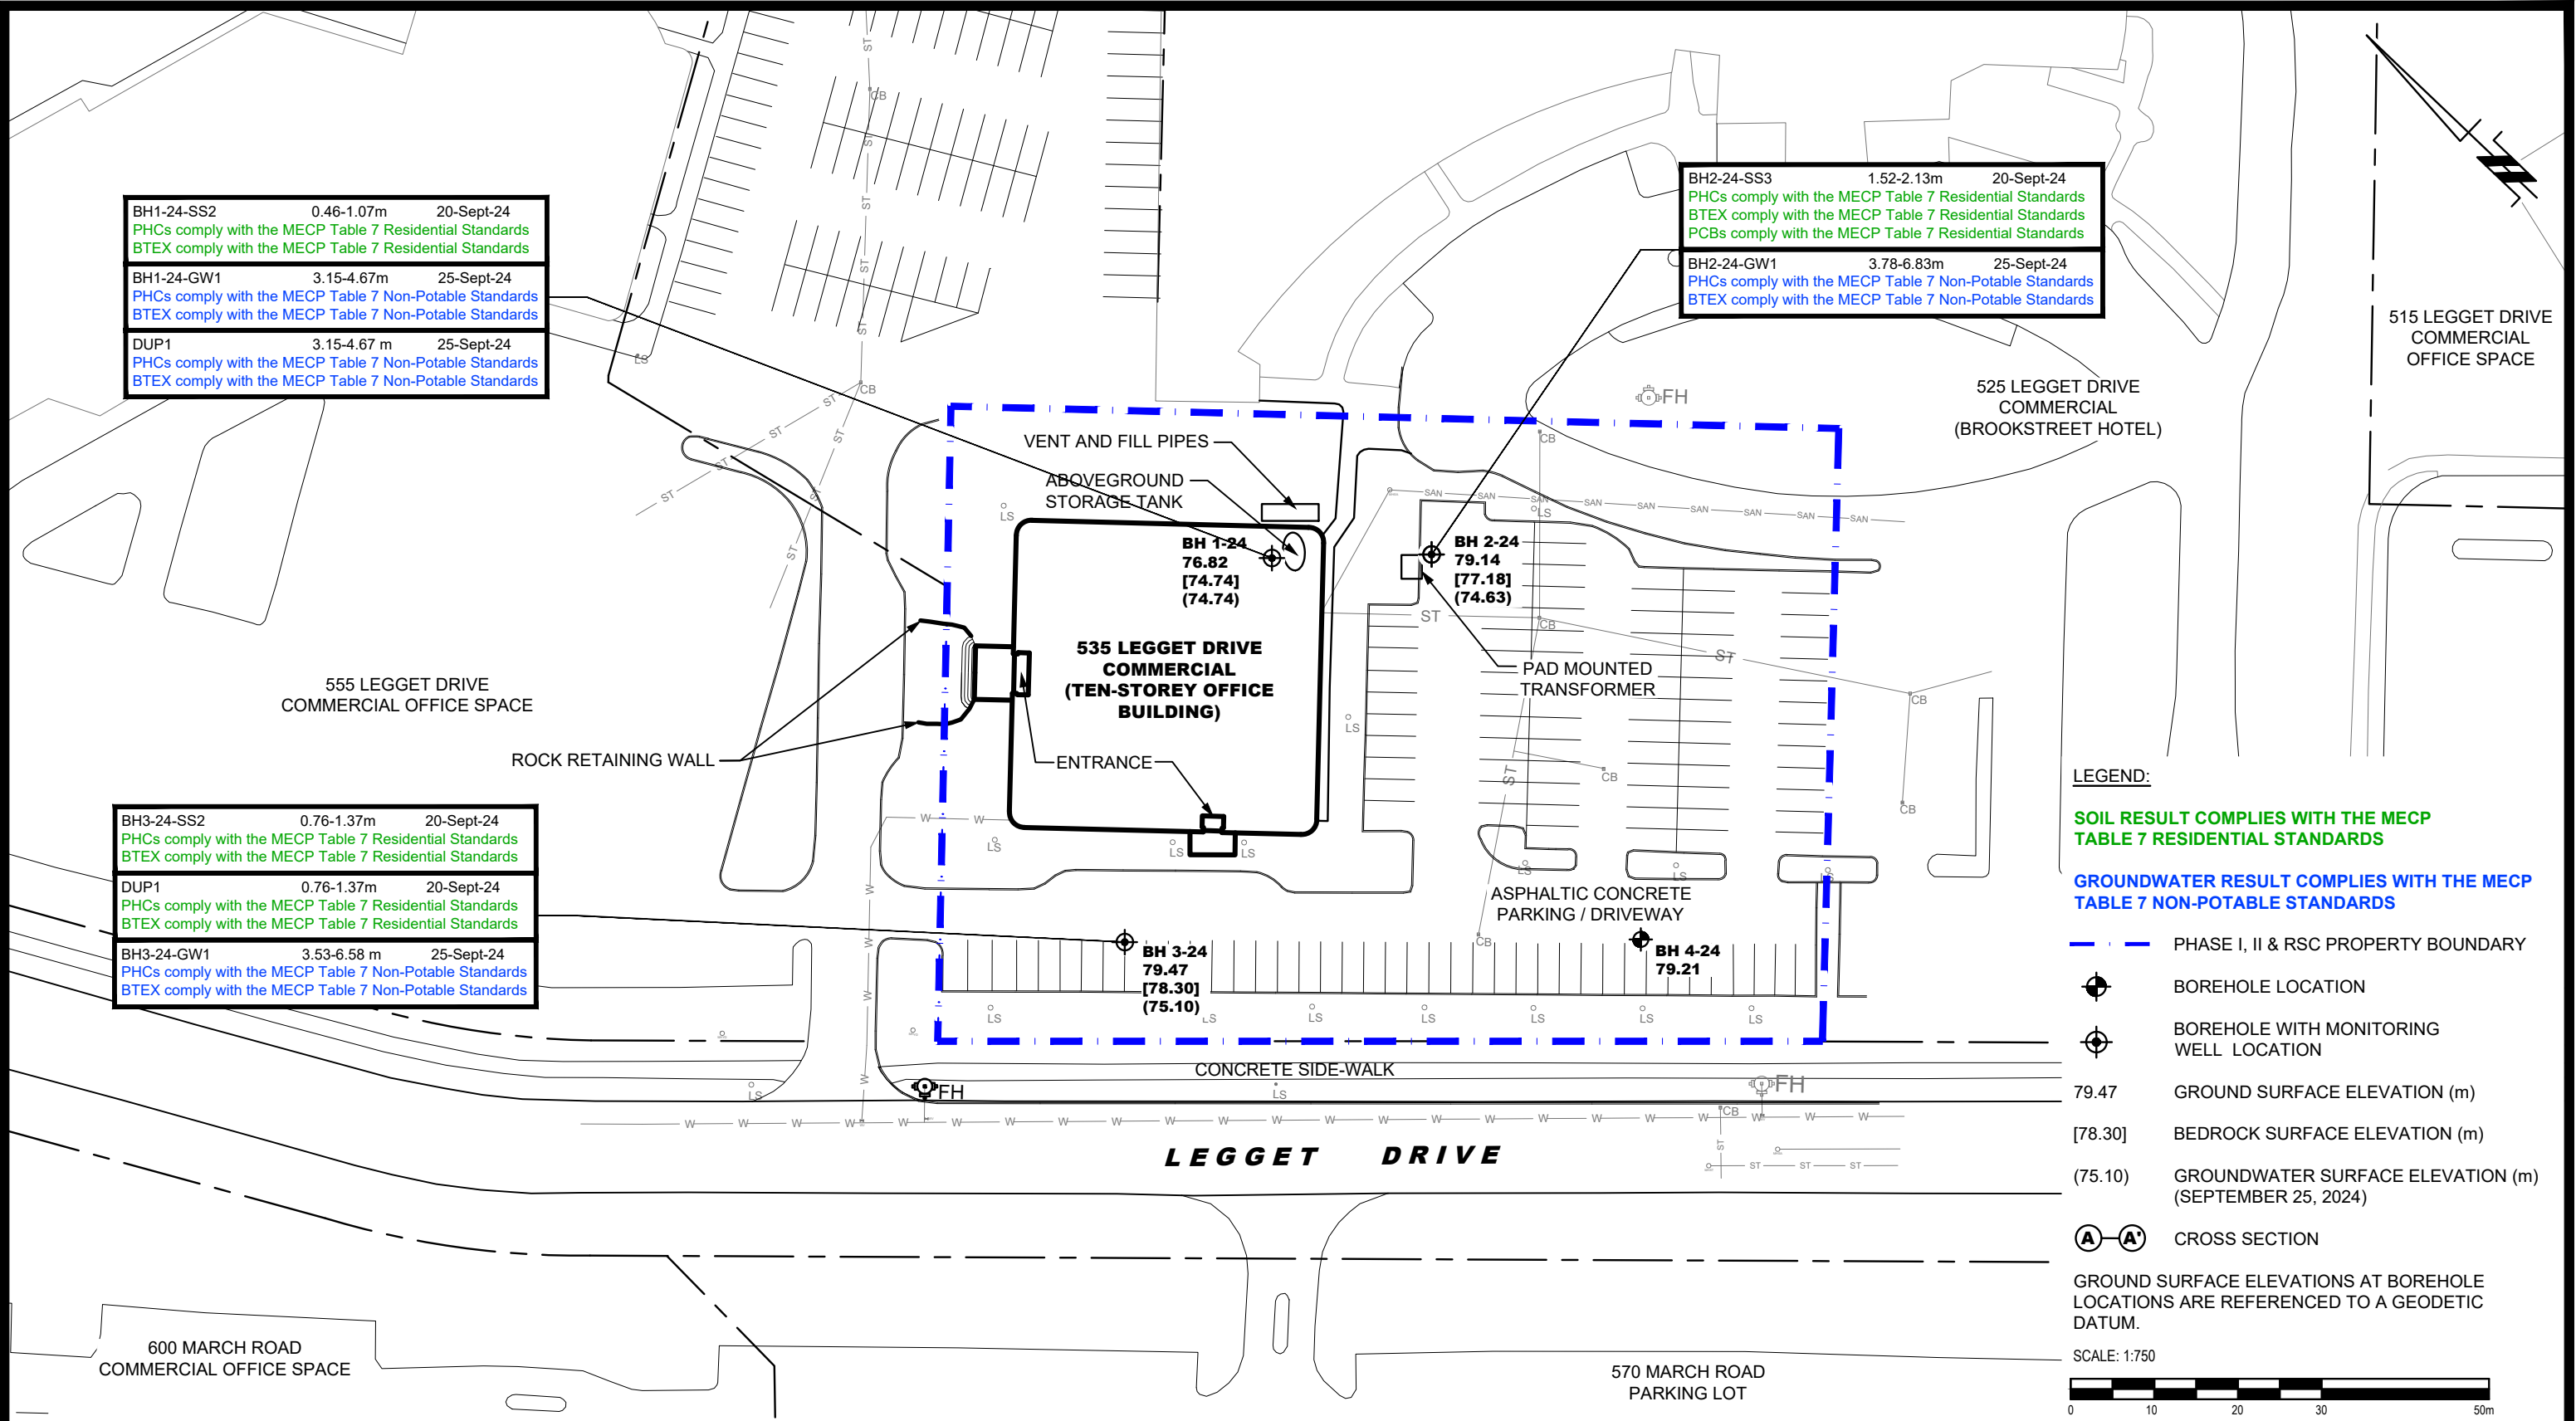 BH1-24-SS2 0.46-1.07m 20-Sept-24
PHCs comply with the MECP Table 7 Residential Standards
BTEX comply with the MECP Table 7 Residential Standards
BH1-24-GW1 3.15-4.67m 25-Sept-24
PHCs comply with the MECP Table 7 Non-Potable Standards
BTEX comply with the MECP Table 7 Non-Potable Standards
DUP1 3.15-4.67 m 25-Sept-24
PHCs comply with the MECP Table 7 Non-Potable Standards
BTEX comply with the MECP Table 7 Non-Potable Standards
BH2-24-SS3 1.52-2.13m 20-Sept-24
PHCs comply with the MECP Table 7 Residential Standards
BTEX comply with the MECP Table 7 Residential Standards
PCBs comply with the MECP Table 7 Residential Standards
BH2-24-GW1 3.78-6.83m 25-Sept-24
PHCs comply with the MECP Table 7 Non-Potable Standards
BTEX comply with the MECP Table 7 Non-Potable Standards
515 LEGGET DRIVE
COMMERCIAL
OFFICE SPACE
525 LEGGET DRIVE
COMMERCIAL
(BROOKSTREET HOTEL)
FH
VENT AND FILL PIPES
ABOVEGROUND
STORAGE TANK
BH 1-24
76.82
[74.74]
(74.74)
BH 2-24
79.14
[77.18]
(74.63)
535 LEGGET DRIVE
COMMERCIAL
(TEN-STOREY OFFICE
BUILDING)
PAD MOUNTED
TRANSFORMER
555 LEGGET DRIVE
COMMERCIAL OFFICE SPACE
ROCK RETAINING WALL
ENTRANCE
BH3-24-SS2 0.76-1.37m 20-Sept-24
PHCs comply with the MECP Table 7 Residential Standards
BTEX comply with the MECP Table 7 Residential Standards
DUP1 0.76-1.37m 20-Sept-24
PHCs comply with the MECP Table 7 Residential Standards
BTEX comply with the MECP Table 7 Residential Standards
BH3-24-GW1 3.53-6.58 m 25-Sept-24
PHCs comply with the MECP Table 7 Non-Potable Standards
BTEX comply with the MECP Table 7 Non-Potable Standards
ASPHALTIC CONCRETE
PARKING / DRIVEWAY
BH 3-24
79.47
[78.30]
(75.10)
BH 4-24
79.21
CONCRETE SIDE-WALK
FH
FH
LEGGET DRIVE
600 MARCH ROAD
COMMERCIAL OFFICE SPACE
570 MARCH ROAD
PARKING LOT
LEGEND:
SOIL RESULT COMPLIES WITH THE MECP
TABLE 7 RESIDENTIAL STANDARDS
GROUNDWATER RESULT COMPLIES WITH THE MECP
TABLE 7 NON-POTABLE STANDARDS
PHASE I, II & RSC PROPERTY BOUNDARY
BOREHOLE LOCATION
BOREHOLE WITH MONITORING
WELL LOCATION
79.47 GROUND SURFACE ELEVATION (m)
[78.30] BEDROCK SURFACE ELEVATION (m)
(75.10) GROUNDWATER SURFACE ELEVATION (m)
(SEPTEMBER 25, 2024)
A A' CROSS SECTION
GROUND SURFACE ELEVATIONS AT BOREHOLE
LOCATIONS ARE REFERENCED TO A GEODETIC
DATUM.
SCALE: 1:750
0 10 20 30 50m